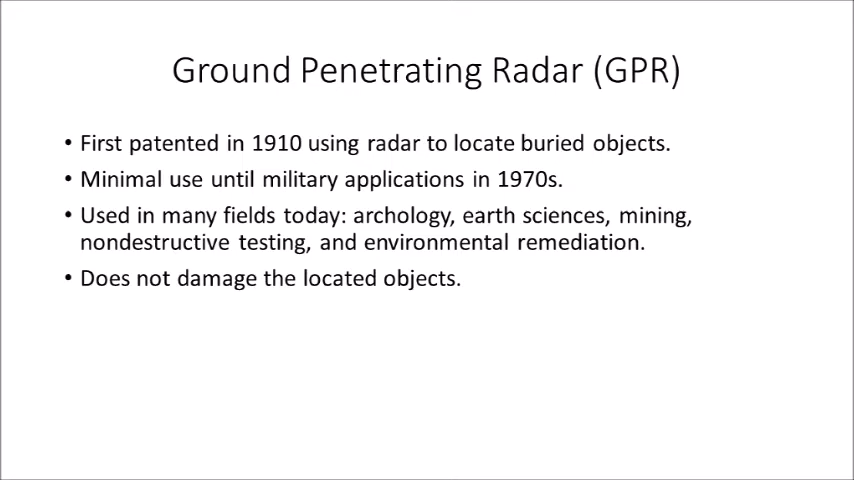 Ground Penetrating Radar (GPR)
• First patented in 1910 using radar to locate buried objects.
• Minimal use until military applications in 1970s.
• Used in many fields today: archology, earth sciences, mining,
nondestructive testing, and environmental remediation.
• Does not damage the located objects.